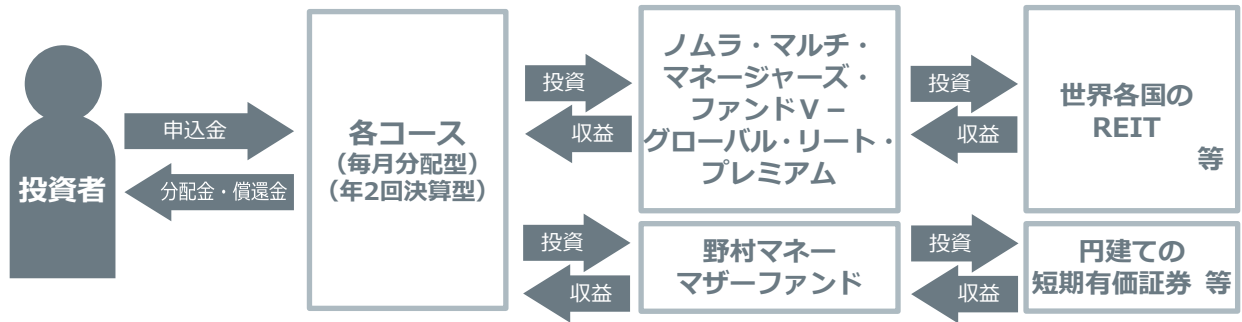 投資者
申込金
分配金・償還金
各コース
（毎月分配型）
（年2回決算型）
投資
収益
ノムラ・マルチ・
マネージャーズ・
ファンドⅤ－
グローバル・リート・
プレミアム
投資
収益
世界各国の
REIT
等
投資
収益
野村マネー
マザーファンド
投資
収益
円建ての
短期有価証券 等